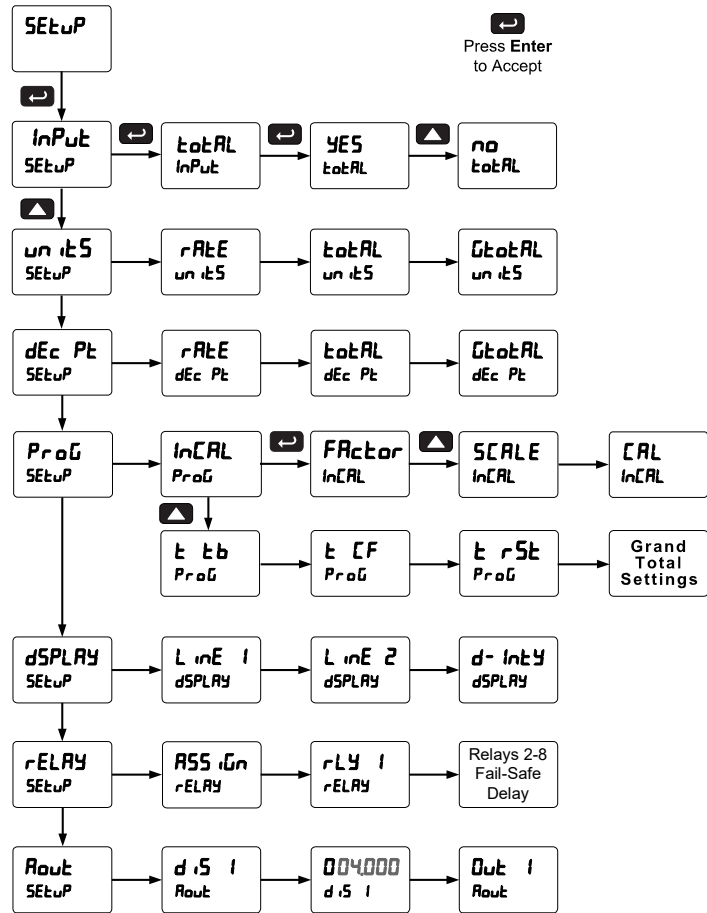 SEtuP
Press Enter
to Accept
InPut
SEtuP
totAL
InPut
YES
totAL
no
totAL
unitS
SEtuP
rAtE
unitS
totAL
unitS
GtotAL
unitS
dEc Pt
SEtuP
rAtE
dEc Pt
totAL
dEc Pt
GtotAL
dEc Pt
ProG
SEtuP
InCAL
ProG
FActor
InCAL
SCALE
InCAL
CAL
InCAL
t tb
ProG
t CF
ProG
t rSt
ProG
Grand
Total
Settings
dSPLAY
SEtuP
LinE 1
dSPLAY
LinE 2
dSPLAY
d-IntY
dSPLAY
rELAY
SEtuP
ASSiGn
rELAY
rLY 1
rELAY
Relays 2-8
Fail-Safe
Delay
Aout
SEtuP
diS 1
Aout
004.000
diS 1
Out 1
Aout